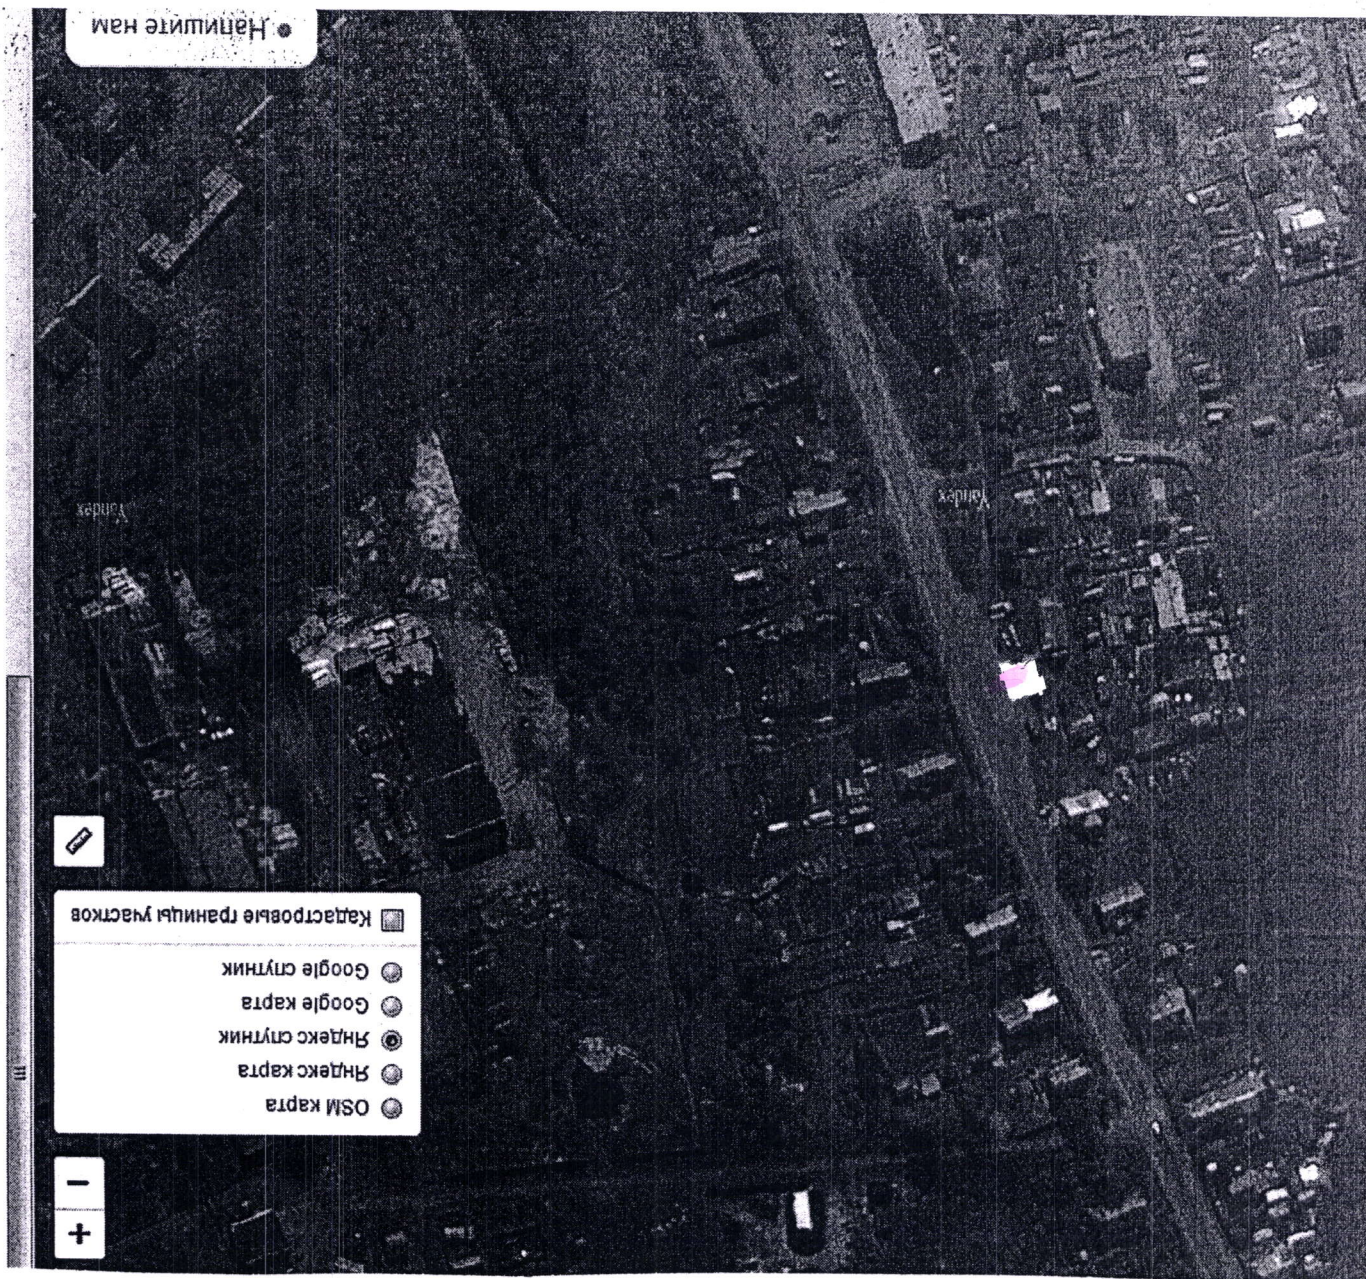 +
−
OSM карта
Яндекс карта
Яндекс спутник
Google карта
Google спутник
Кадастровые границы участков
Yandex
Yandex
Напишите нам